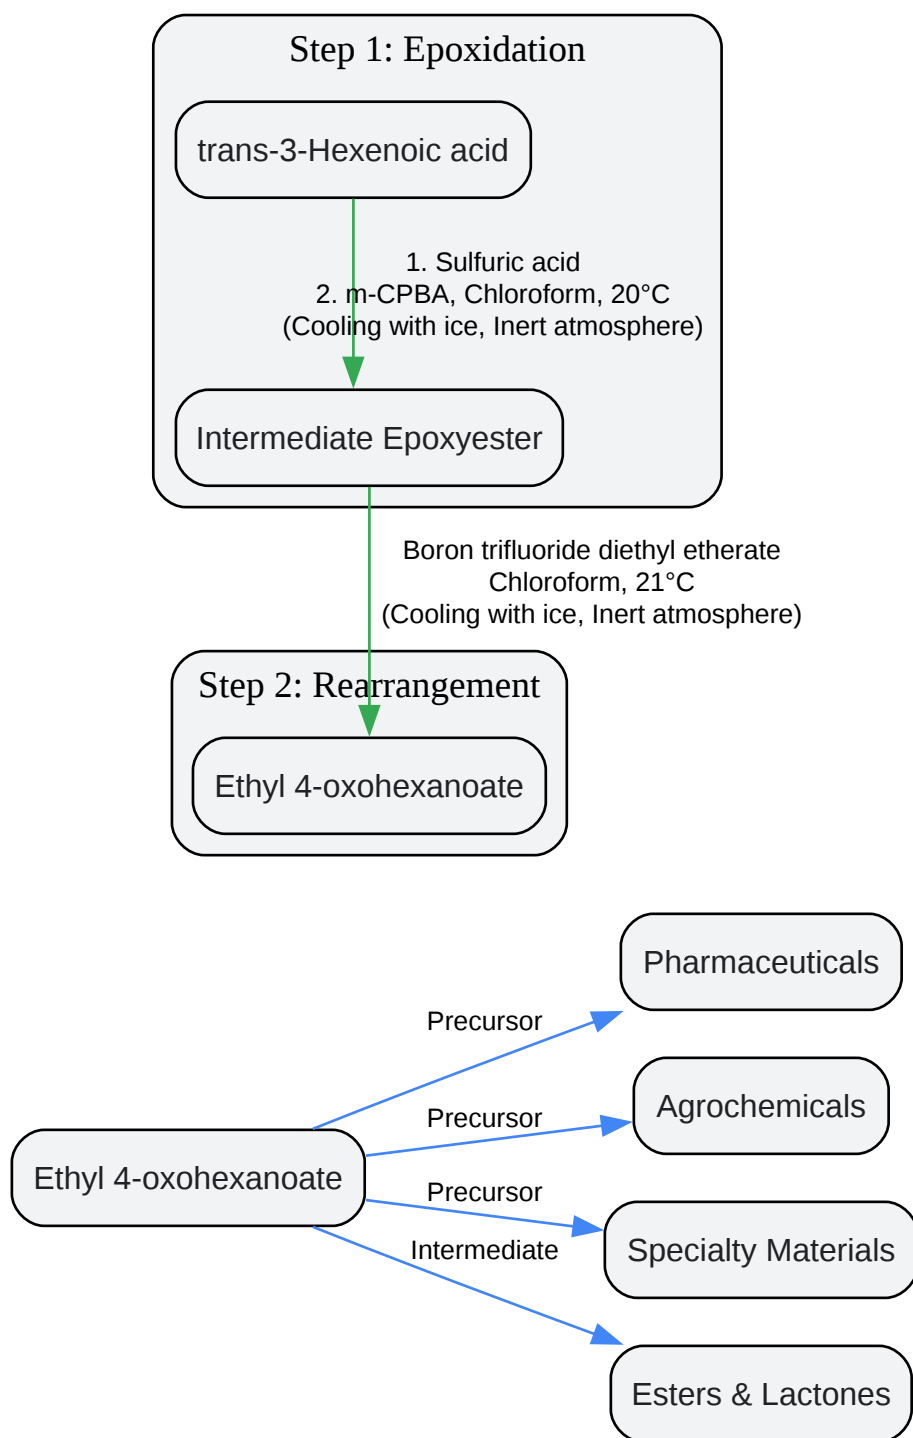 Step 1: Epoxidation
trans-3-Hexenoic acid
1. Sulfuric acid
2. m-CPBA, Chloroform, 20°C
(Cooling with ice, Inert atmosphere)
Intermediate Epoxyester
Boron trifluoride diethyl etherate
Chloroform, 21°C
(Cooling with ice, Inert atmosphere)
Step 2: Rearrangement
Ethyl 4-oxohexanoate
Pharmaceuticals
Precursor
Agrochemicals
Precursor
Ethyl 4-oxohexanoate
Precursor
Specialty Materials
Intermediate
Esters & Lactones